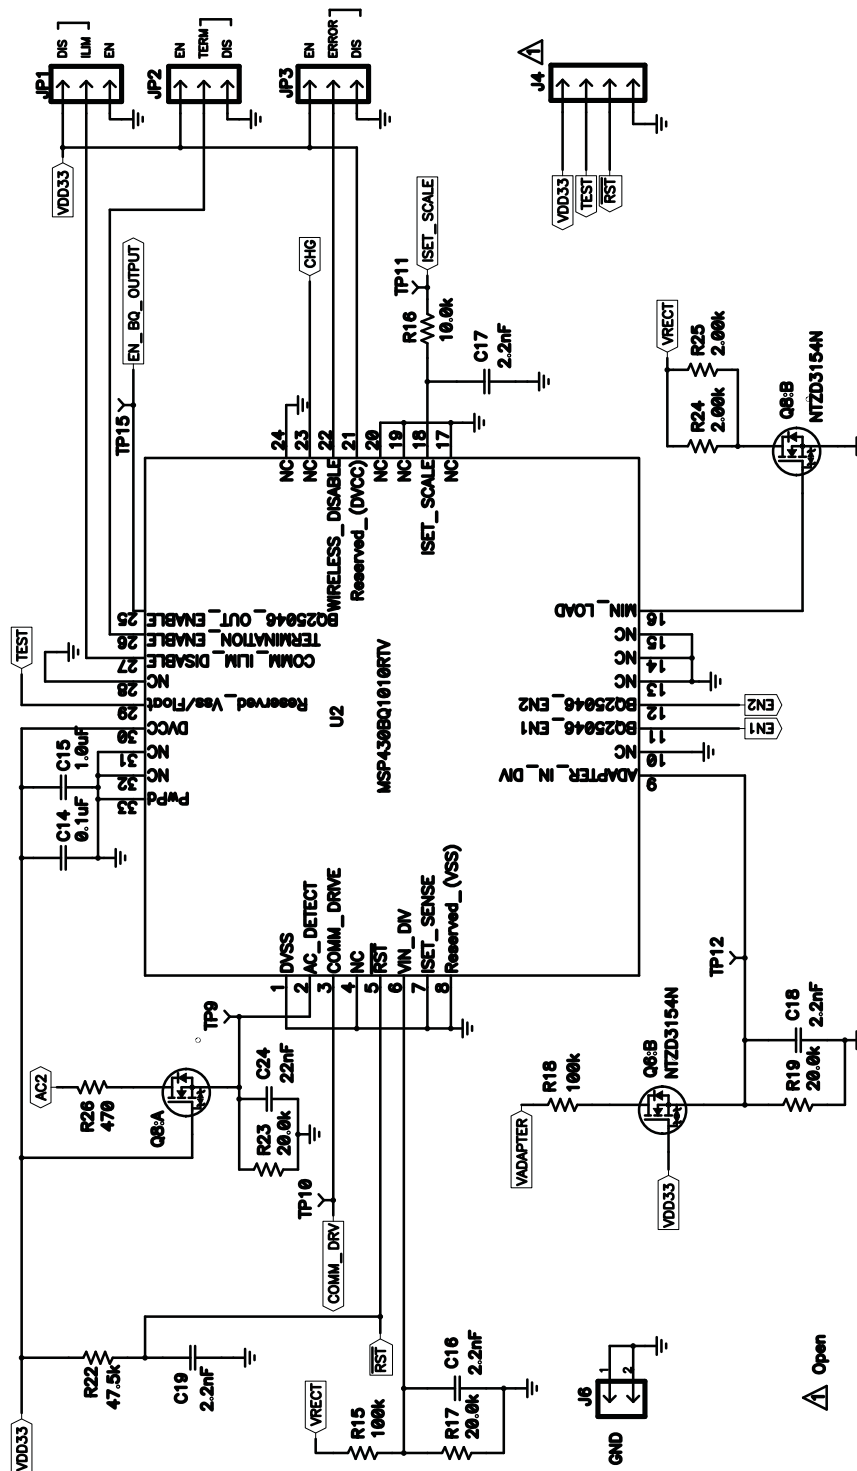 JP1
DIS
ILIM
EN
JP2
EN
TERM
DIS
JP3
EN
ERROR
DIS
J4
1
VDD33
TEST
RST
VDD33
EN_BQ_OUTPUT
TP15
CHG
ISET_SCALE
TP11
R16
10.0k
C17
2.2nF
VRECT
R25
2.00k
R24
2.00k
Q8:B
NTZD3154N
24
NC
23
NC
22
WIRELESS_DISABLE
21
Reserved_(DVCC)
20
NC
19
NC
18
ISET_SCALE
17
NC
25
BQ25046_OUT_ENABLE
26
TERMINATION_ENABLE
27
COMM_ILIM_DISABLE
28
NC
29
Reserved_Vss/Float
30
DVCC
31
NC
32
NC
33
PwPd
TEST
C15
1.0uF
C14
0.1uF
U2
MSP430BQ1010RTV
16
MIN_LOAD
15
NC
14
NC
13
NC
12
BQ25046_EN2
11
BQ25046_EN1
10
NC
9
ADAPTER_IN_DIV
EN2
EN1
1
DVSS
2
AC_DETECT
3
COMM_DRIVE
4
NC
5
RST
6
VIN_DIV
7
ISET_SENSE
8
Reserved_(VSS)
TP9
AC2
R26
470
Q8:A
C24
22nF
R23
20.0k
TP10
COMM_DRV
TP12
C18
2.2nF
R19
20.0k
Q6:B
NTZD3154N
R18
100k
VADAPTER
VDD33
VDD33
R22
47.5k
C19
2.2nF
RST
VRECT
R15
100k
C16
2.2nF
R17
20.0k
J6
1
2
GND
1
Open